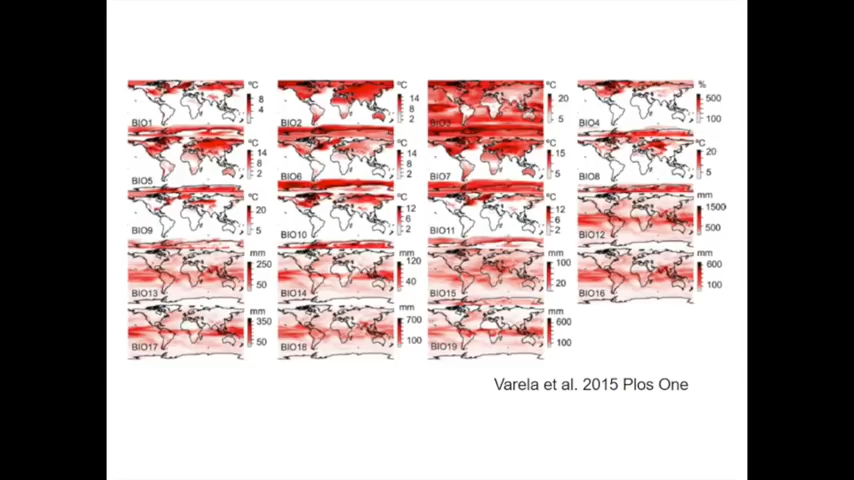 °C
°C
°C
%
8
4
BIO1
14
8
2
BIO2
20
5
BIO3
500
100
BIO4
14
8
2
BIO5
14
8
2
BIO6
15
5
BIO7
20
5
BIO8
°C
°C
°C
mm
20
5
BIO9
12
6
2
BIO10
12
6
2
BIO11
1500
500
BIO12
mm
mm
mm
mm
250
50
BIO13
120
40
BIO14
100
20
BIO15
600
100
BIO16
mm
mm
mm
350
50
BIO17
700
100
BIO18
600
100
BIO19
Varela et al. 2015 Plos One